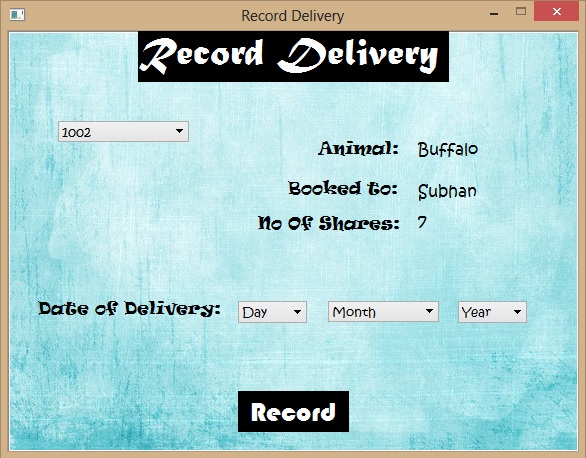 Record Delivery
Record Delivery
1002
Animal: Buffalo
Booked to: Subhan
No Of Shares: 7
Date of Delivery: Day Month Year
Record